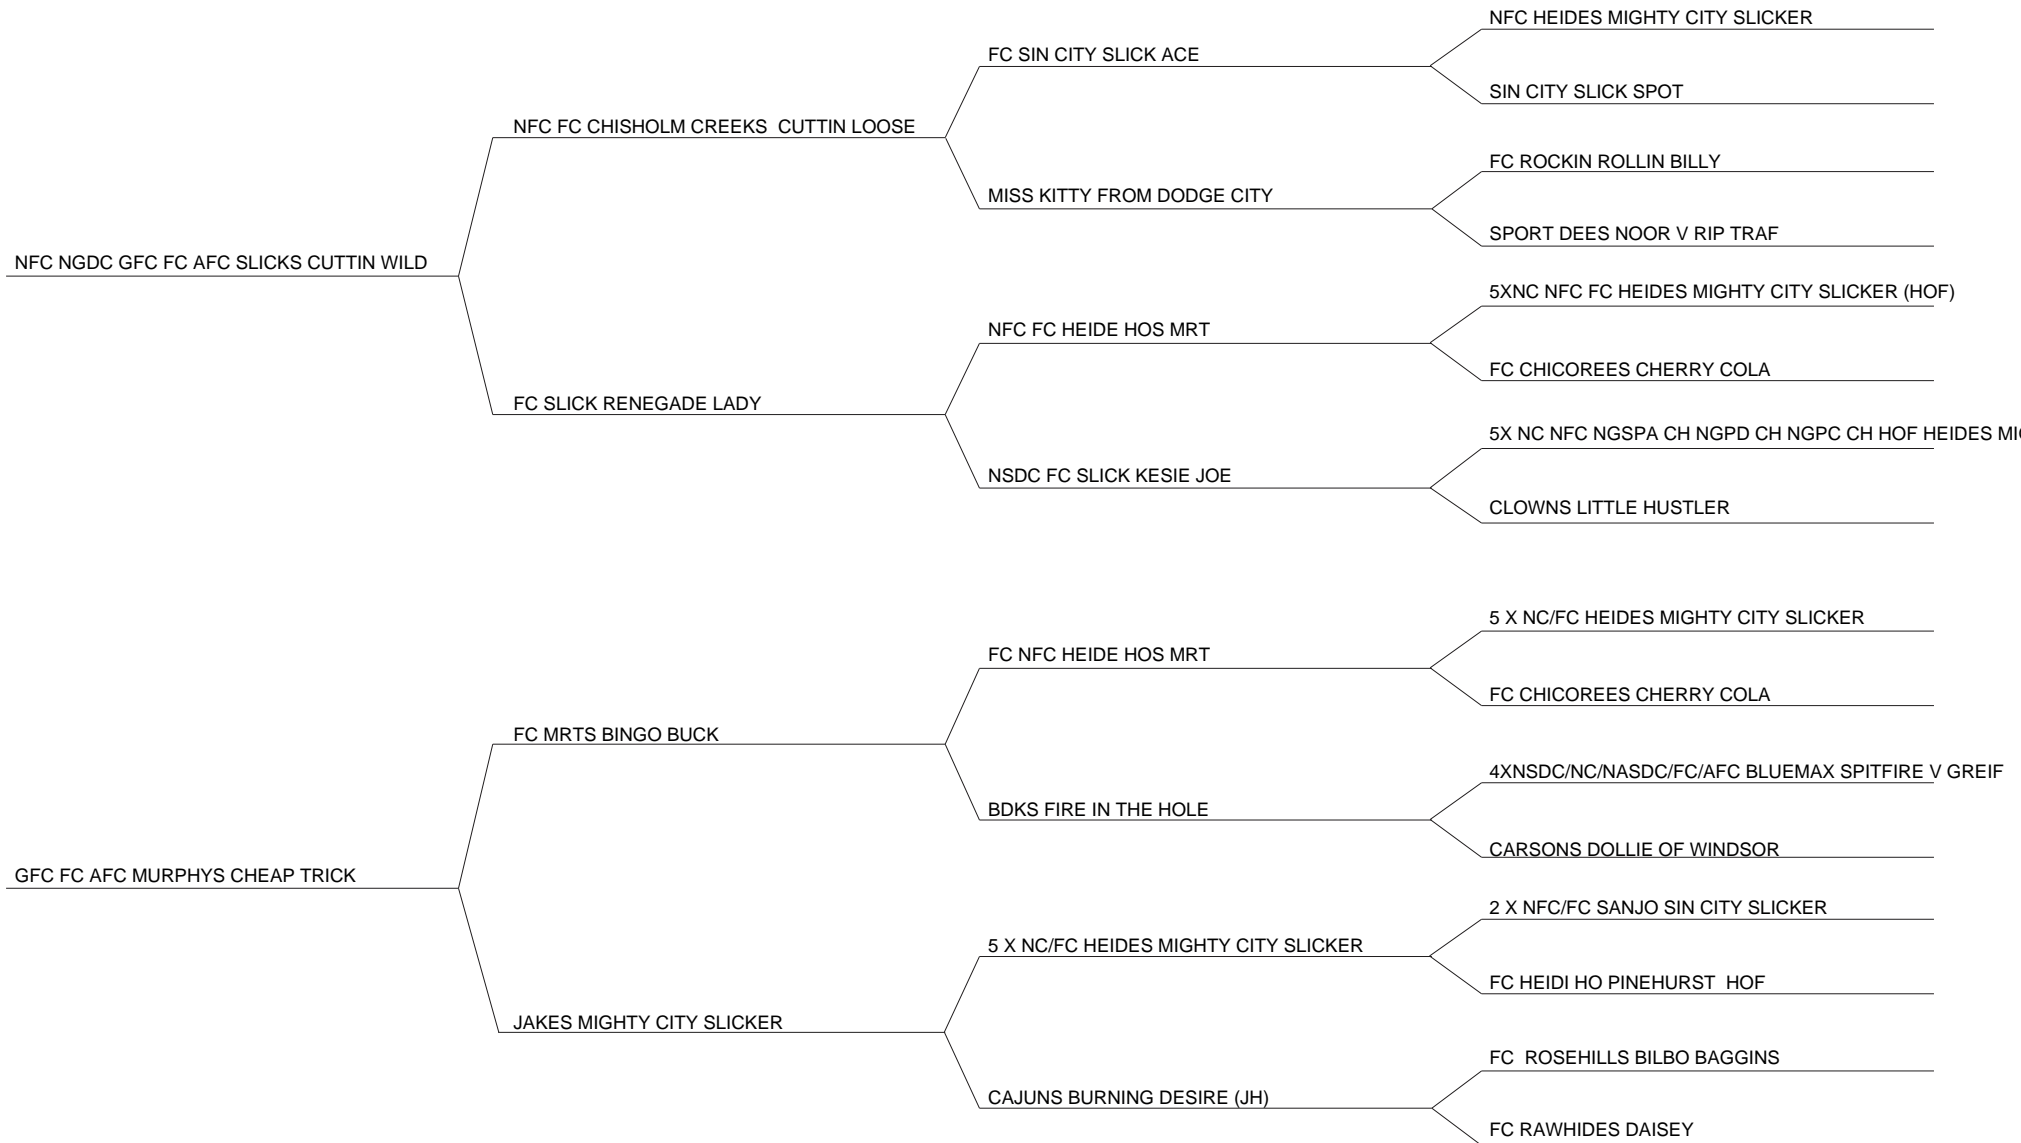 NFC HEIDES MIGHTY CITY SLICKER
FC SIN CITY SLICK ACE
SIN CITY SLICK SPOT
NFC FC CHISHOLM CREEKS  CUTTIN LOOSE
FC ROCKIN ROLLIN BILLY
MISS KITTY FROM DODGE CITY
SPORT DEES NOOR V RIP TRAF
NFC NGDC GFC FC AFC SLICKS CUTTIN WILD
5XNC NFC FC HEIDES MIGHTY CITY SLICKER (HOF)
NFC FC HEIDE HOS MRT
FC CHICOREES CHERRY COLA
FC SLICK RENEGADE LADY
5X NC NFC NGSPA CH NGPD CH NGPC CH HOF HEIDES
NSDC FC SLICK KESIE JOE
CLOWNS LITTLE HUSTLER
5 X NC/FC HEIDES MIGHTY CITY SLICKER
FC NFC HEIDE HOS MRT
FC CHICOREES CHERRY COLA
FC MRTS BINGO BUCK
4XNSDC/NC/NASDC/FC/AFC BLUEMAX SPITFIRE V GREIF
BDKS FIRE IN THE HOLE
CARSONS DOLLIE OF WINDSOR
GFC FC AFC MURPHYS CHEAP TRICK
2 X NFC/FC SANJO SIN CITY SLICKER
5 X NC/FC HEIDES MIGHTY CITY SLICKER
FC HEIDI HO PINEHURST  HOF
JAKES MIGHTY CITY SLICKER
FC  ROSEHILLS BILBO BAGGINS
CAJUNS BURNING DESIRE (JH)
FC RAWHIDES DAISEY